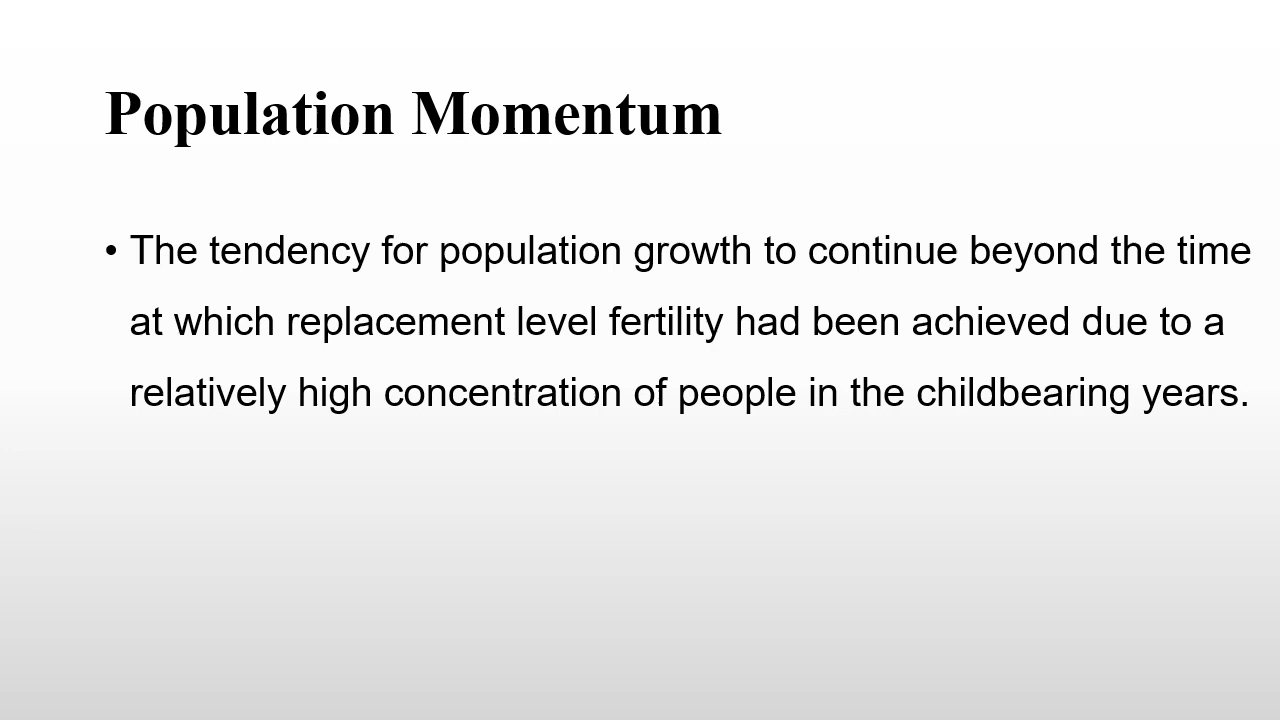 Population Momentum
• The tendency for population growth to continue beyond the time
at which replacement level fertility had been achieved due to a
relatively high concentration of people in the childbearing years.